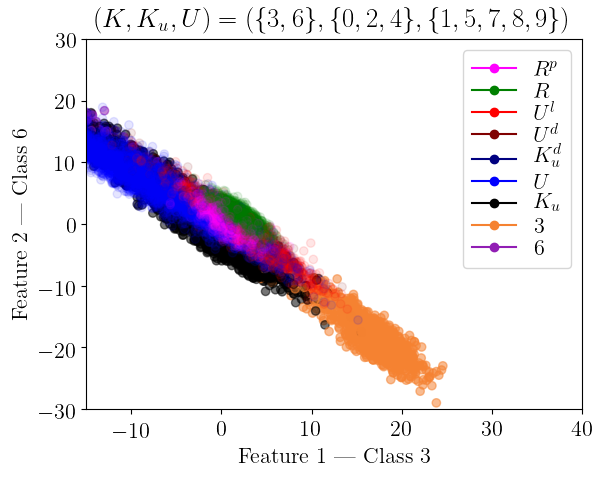 (K, K_u, U) = ({3, 6}, {0, 2, 4}, {1, 5, 7, 8, 9})
30
20
10
0
−10
−20
−30
Feature 2 — Class 6
−10
0
10
20
30
40
Feature 1 — Class 3
R^p
R
U^l
U^d
K_u^d
U
K_u
3
6